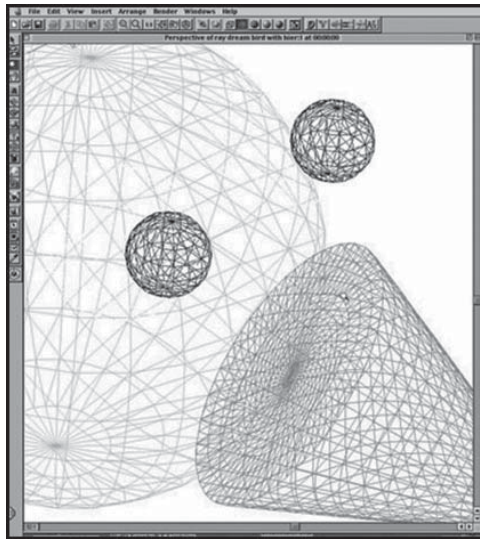 File Edit View Insert Arrange Render Windows Help
Perspective of ray dream bird with hier:1 at 00:00:00